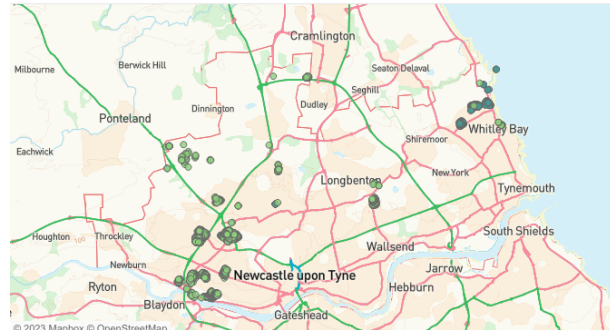 Cramlington
Milbourne
Berwick Hill
Seaton Delaval
Seghill
Dinnington
Dudley
Ponteland
Whitley Bay
Shiremoor
Eachwick
New York
Longbenton
Tynemouth
South Shields
Houghton
Throckley
Wallsend
Newburn
Jarrow
Newcastle upon Tyne
Ryton
Hebburn
Blaydon
Gateshead
© 2023 Mapbox © OpenStreetMap